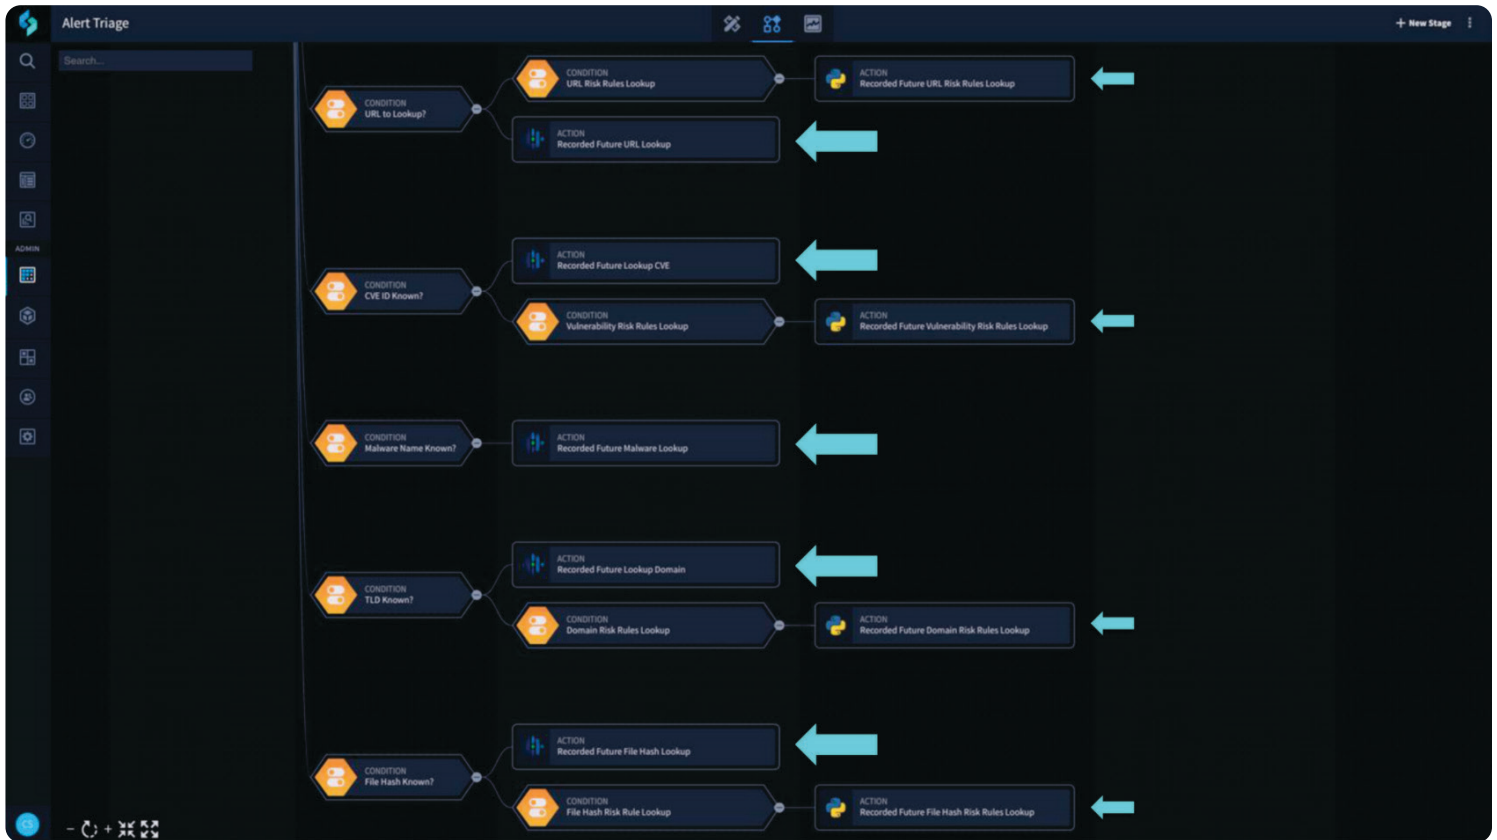 Alert Triage
+ New Stage
Search...
CONDITION
URL Risk Rules Lookup
ACTION
Recorded Future URL Risk Rules Lookup
CONDITION
URL to Lookup?
ACTION
Recorded Future URL Lookup
ADMIN
ACTION
Recorded Future Lookup CVE
CONDITION
CVE ID Known?
CONDITION
Vulnerability Risk Rules Lookup
ACTION
Recorded Future Vulnerability Risk Rules Lookup
CONDITION
Malware Name Known?
ACTION
Recorded Future Malware Lookup
ACTION
Recorded Future Lookup Domain
CONDITION
TLD Known?
CONDITION
Domain Risk Rules Lookup
ACTION
Recorded Future Domain Risk Rules Lookup
ACTION
Recorded Future File Hash Lookup
CONDITION
File Hash Known?
CONDITION
File Hash Risk Rule Lookup
ACTION
Recorded Future File Hash Risk Rules Lookup
CS